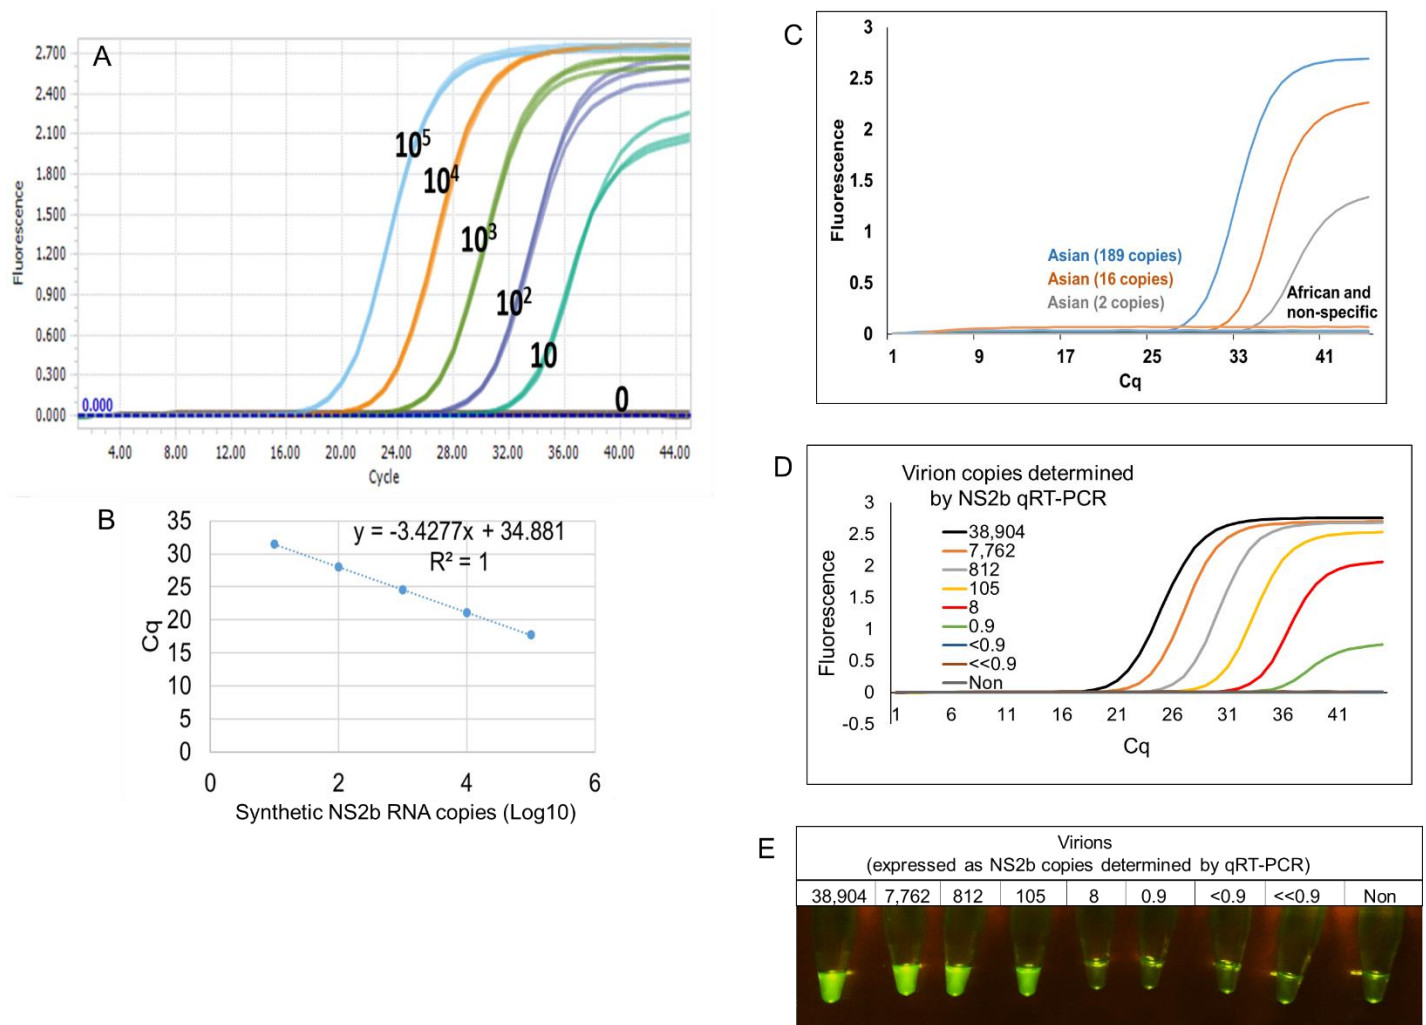 A
2.700
2.400
2.100
1.800
1.500
1.200
0.900
0.600
0.300
0.000
Fluorescence
10⁵
10⁴
10³
10²
10
0
0.000
4.00 8.00 12.00 16.00 20.00 24.00 28.00 32.00 36.00 40.00 44.00
Cycle
B
35
30
25
20
15
10
5
0
Cq
y = -3.4277x + 34.881
R² = 1
0 2 4 6
Synthetic NS2b RNA copies (Log10)
C
3
2.5
2
1.5
1
0.5
0
Fluorescence
Asian (189 copies)
Asian (16 copies)
Asian (2 copies)
African and
non-specific
1 9 17 25 33 41
Cq
D
Virion copies determined
by NS2b qRT-PCR
3
2.5
2
1.5
1
0.5
0
-0.5
Fluorescence
38,904
7,762
812
105
8
0.9
<0.9
<<0.9
Non
1 6 11 16 21 26 31 36 41
Cq
E
Virions
(expressed as NS2b copies determined by qRT-PCR)
38,904 7,762 812 105 8 0.9 <0.9 <<0.9 Non